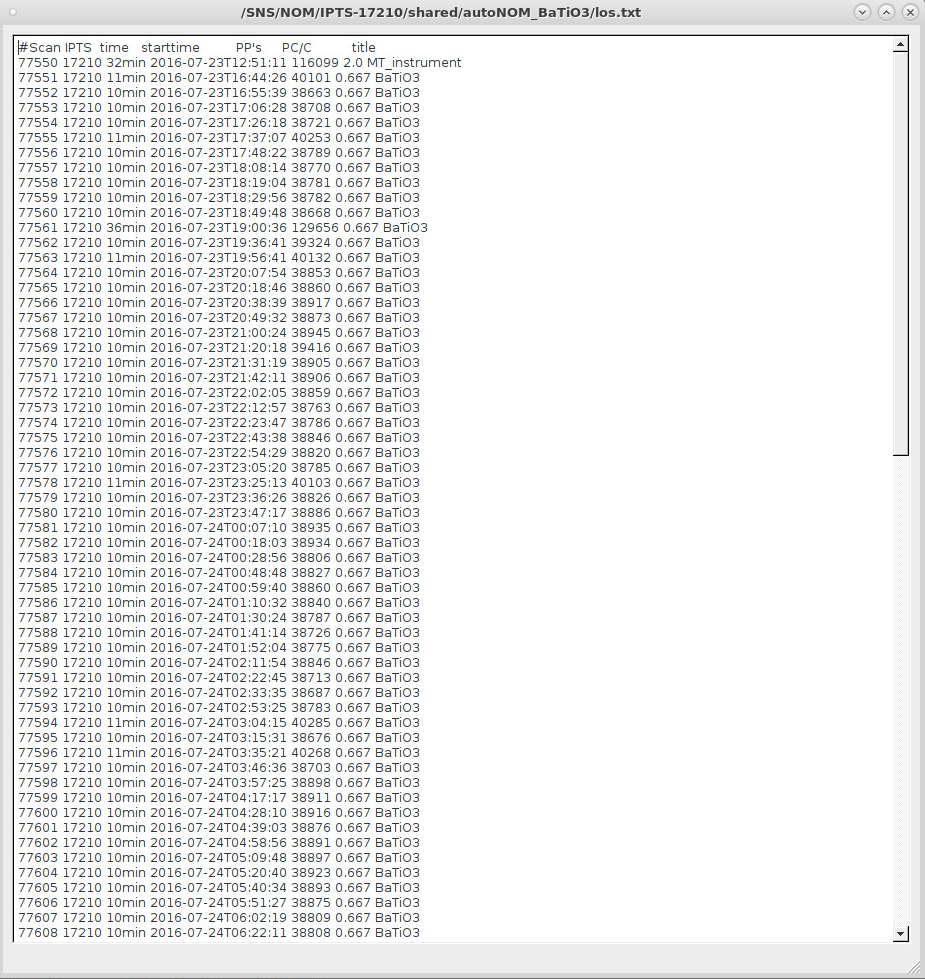 /SNS/NOM/IPTS-17210/shared/autoNOM_BaTiO3/los.txt
#Scan IPTS time starttime PP's PC/C title
77550 17210 32min 2016-07-23T12:51:11 116099 2.0 MT_instrument
77551 17210 11min 2016-07-23T16:44:26 40101 0.667 BaTiO3
77552 17210 10min 2016-07-23T16:55:39 38663 0.667 BaTiO3
77553 17210 10min 2016-07-23T17:06:28 38708 0.667 BaTiO3
77554 17210 10min 2016-07-23T17:26:18 38721 0.667 BaTiO3
77555 17210 11min 2016-07-23T17:37:07 40253 0.667 BaTiO3
77556 17210 10min 2016-07-23T17:48:22 38789 0.667 BaTiO3
77557 17210 10min 2016-07-23T18:08:14 38770 0.667 BaTiO3
77558 17210 10min 2016-07-23T18:19:04 38781 0.667 BaTiO3
77559 17210 10min 2016-07-23T18:29:56 38782 0.667 BaTiO3
77560 17210 10min 2016-07-23T18:49:48 38668 0.667 BaTiO3
77561 17210 36min 2016-07-23T19:00:36 129656 0.667 BaTiO3
77562 17210 10min 2016-07-23T19:36:41 39324 0.667 BaTiO3
77563 17210 11min 2016-07-23T19:56:41 40132 0.667 BaTiO3
77564 17210 10min 2016-07-23T20:07:54 38853 0.667 BaTiO3
77565 17210 10min 2016-07-23T20:18:46 38860 0.667 BaTiO3
77566 17210 10min 2016-07-23T20:38:39 38917 0.667 BaTiO3
77567 17210 10min 2016-07-23T20:49:32 38873 0.667 BaTiO3
77568 17210 10min 2016-07-23T21:00:24 38945 0.667 BaTiO3
77569 17210 10min 2016-07-23T21:20:18 39416 0.667 BaTiO3
77570 17210 10min 2016-07-23T21:31:19 38905 0.667 BaTiO3
77571 17210 10min 2016-07-23T21:42:11 38906 0.667 BaTiO3
77572 17210 10min 2016-07-23T22:02:05 38859 0.667 BaTiO3
77573 17210 10min 2016-07-23T22:12:57 38763 0.667 BaTiO3
77574 17210 10min 2016-07-23T22:23:47 38786 0.667 BaTiO3
77575 17210 10min 2016-07-23T22:43:38 38846 0.667 BaTiO3
77576 17210 10min 2016-07-23T22:54:29 38820 0.667 BaTiO3
77577 17210 10min 2016-07-23T23:05:20 38785 0.667 BaTiO3
77578 17210 11min 2016-07-23T23:25:13 40103 0.667 BaTiO3
77579 17210 10min 2016-07-23T23:36:26 38826 0.667 BaTiO3
77580 17210 10min 2016-07-23T23:47:17 38886 0.667 BaTiO3
77581 17210 10min 2016-07-24T00:07:10 38935 0.667 BaTiO3
77582 17210 10min 2016-07-24T00:18:03 38934 0.667 BaTiO3
77583 17210 10min 2016-07-24T00:28:56 38806 0.667 BaTiO3
77584 17210 10min 2016-07-24T00:48:48 38827 0.667 BaTiO3
77585 17210 10min 2016-07-24T00:59:40 38860 0.667 BaTiO3
77586 17210 10min 2016-07-24T01:10:32 38840 0.667 BaTiO3
77587 17210 10min 2016-07-24T01:30:24 38787 0.667 BaTiO3
77588 17210 10min 2016-07-24T01:41:14 38726 0.667 BaTiO3
77589 17210 10min 2016-07-24T01:52:04 38775 0.667 BaTiO3
77590 17210 10min 2016-07-24T02:11:54 38846 0.667 BaTiO3
77591 17210 10min 2016-07-24T02:22:45 38713 0.667 BaTiO3
77592 17210 10min 2016-07-24T02:33:35 38687 0.667 BaTiO3
77593 17210 10min 2016-07-24T02:53:25 38783 0.667 BaTiO3
77594 17210 11min 2016-07-24T03:04:15 40285 0.667 BaTiO3
77595 17210 10min 2016-07-24T03:15:31 38676 0.667 BaTiO3
77596 17210 11min 2016-07-24T03:35:21 40268 0.667 BaTiO3
77597 17210 10min 2016-07-24T03:46:36 38703 0.667 BaTiO3
77598 17210 10min 2016-07-24T03:57:25 38898 0.667 BaTiO3
77599 17210 10min 2016-07-24T04:17:17 38911 0.667 BaTiO3
77600 17210 10min 2016-07-24T04:28:10 38916 0.667 BaTiO3
77601 17210 10min 2016-07-24T04:39:03 38876 0.667 BaTiO3
77602 17210 10min 2016-07-24T04:58:56 38891 0.667 BaTiO3
77603 17210 10min 2016-07-24T05:09:48 38897 0.667 BaTiO3
77604 17210 10min 2016-07-24T05:20:40 38923 0.667 BaTiO3
77605 17210 10min 2016-07-24T05:40:34 38893 0.667 BaTiO3
77606 17210 10min 2016-07-24T05:51:27 38875 0.667 BaTiO3
77607 17210 10min 2016-07-24T06:02:19 38809 0.667 BaTiO3
77608 17210 10min 2016-07-24T06:22:11 38808 0.667 BaTiO3